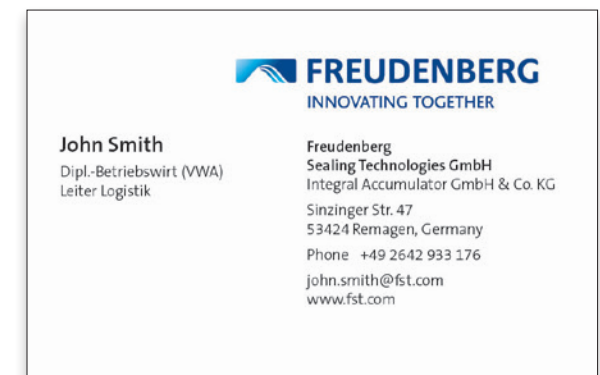 FREUDENBERG
INNOVATING TOGETHER
John Smith
Dipl.-Betriebswirt (VWA)
Leiter Logistik
Freudenberg
Sealing Technologies GmbH
Integral Accumulator GmbH & Co. KG
Sinzinger Str. 47
53424 Remagen, Germany
Phone +49 2642 933 176
john.smith@fst.com
www.fst.com